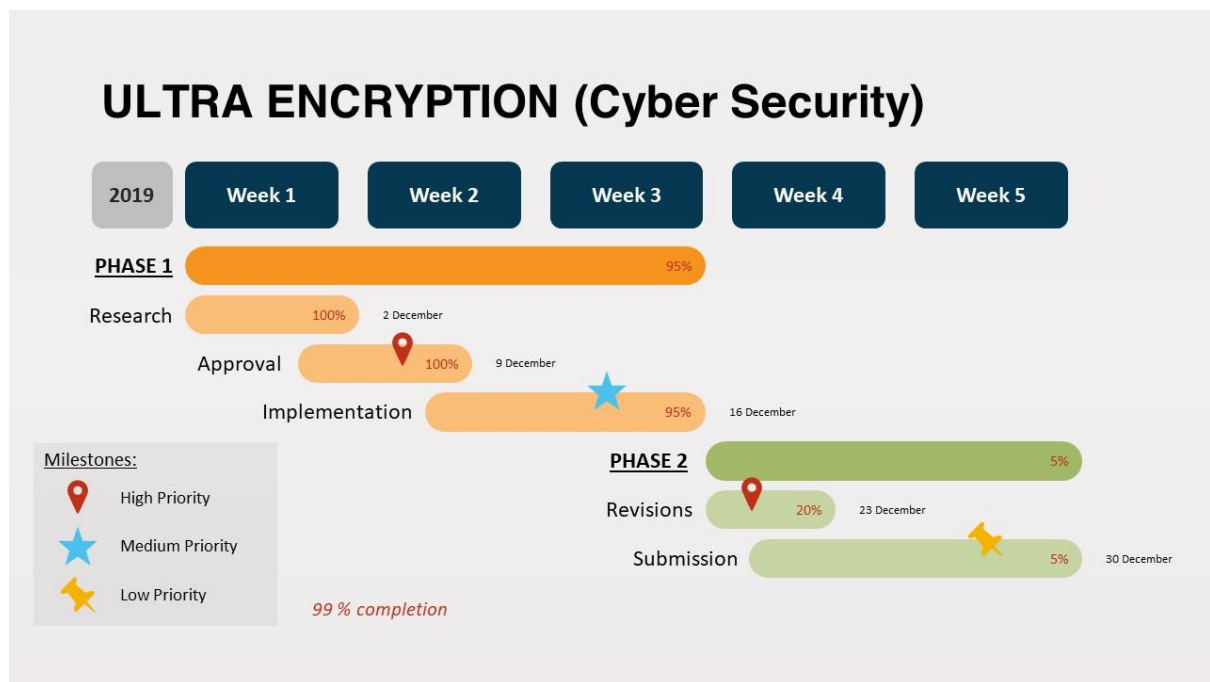 ULTRA ENCRYPTION (Cyber Security)
2019 Week 1 Week 2 Week 3 Week 4 Week 5
PHASE 1 95%
Research 100% 2 December
Approval 100% 9 December
Implementation 95% 16 December
PHASE 2 5%
Revisions 20% 23 December
Submission 5% 30 December
Milestones:
High Priority
Medium Priority
Low Priority
99 % completion